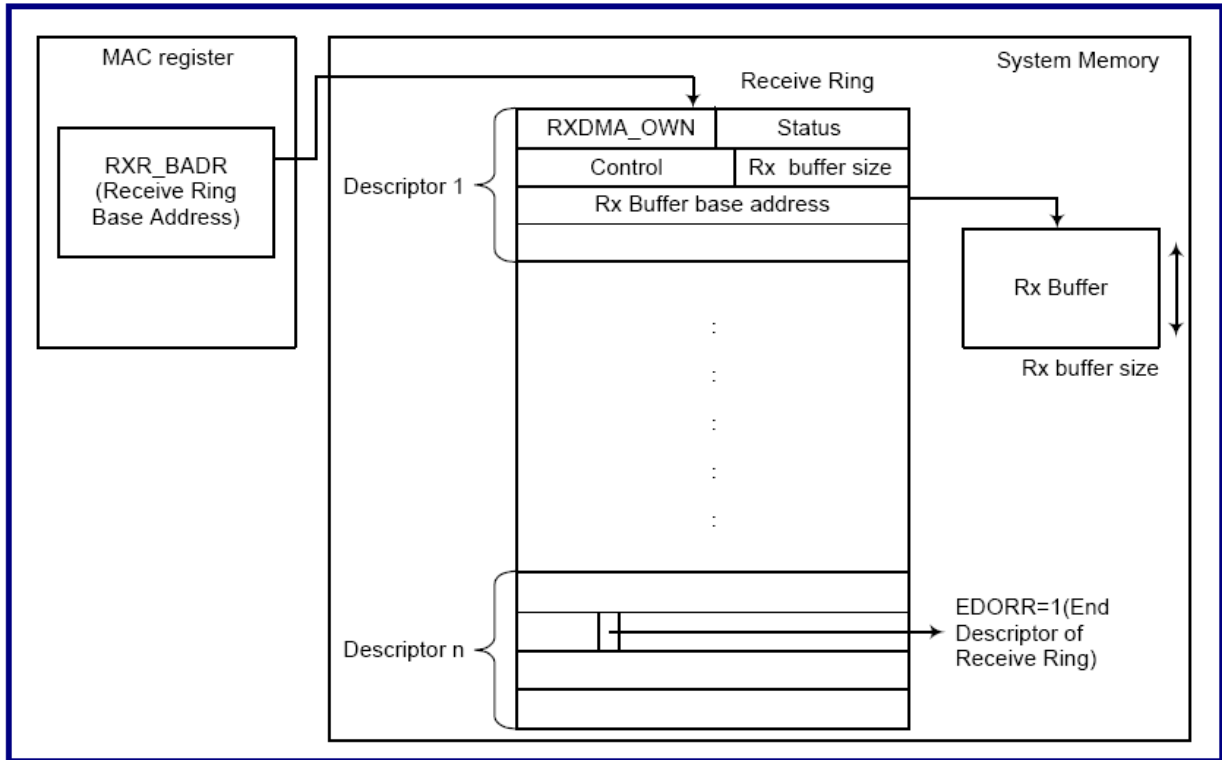 MAC register
System Memory
RXR_BADR
(Receive Ring
Base Address)
Receive Ring
Descriptor 1
RXDMA_OWN
Status
Control
Rx buffer size
Rx Buffer base address
Rx Buffer
Rx buffer size
:
:
:
:
:
Descriptor n
EDORR=1(End
Descriptor of
Receive Ring)